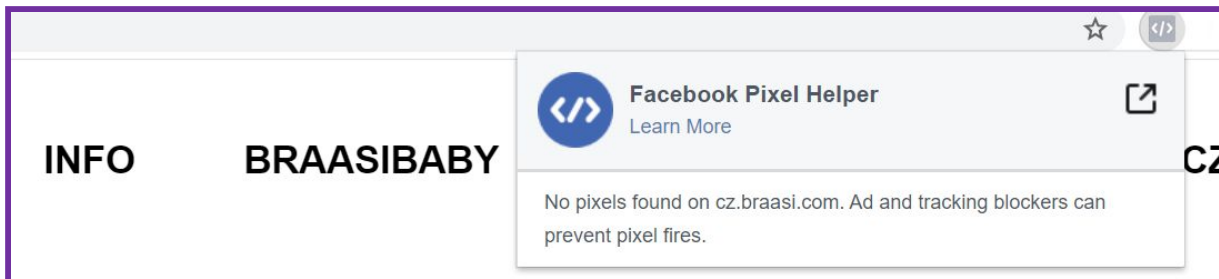 Facebook Pixel Helper
Learn More
INFO BRAASIBABY CZ
No pixels found on cz.braasi.com. Ad and tracking blockers can
prevent pixel fires.